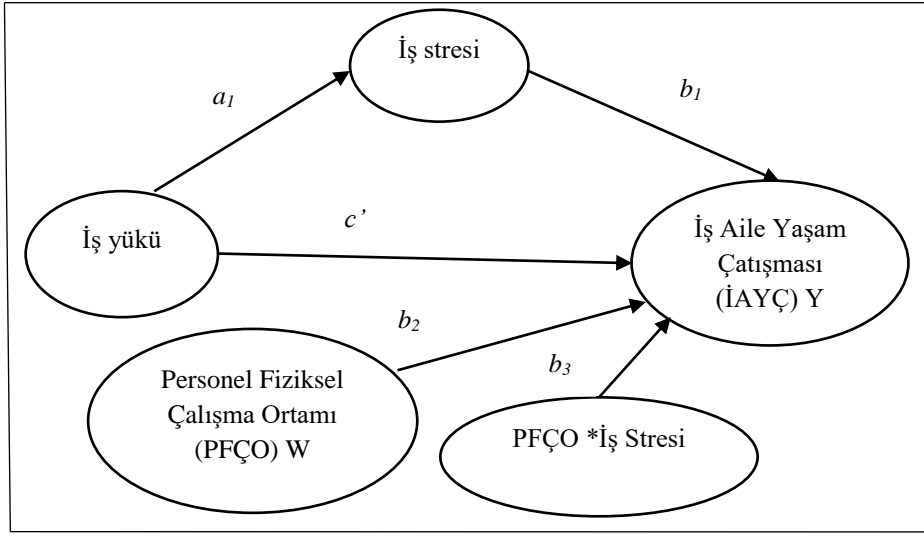 İş stresi
a₁
b₁
İş yükü
c’
İş Aile Yaşam
Çatışması
(İAYÇ) Y
b₂
b₃
Personel Fiziksel
Çalışma Ortamı
(PFÇO) W
PFÇO *İş Stresi